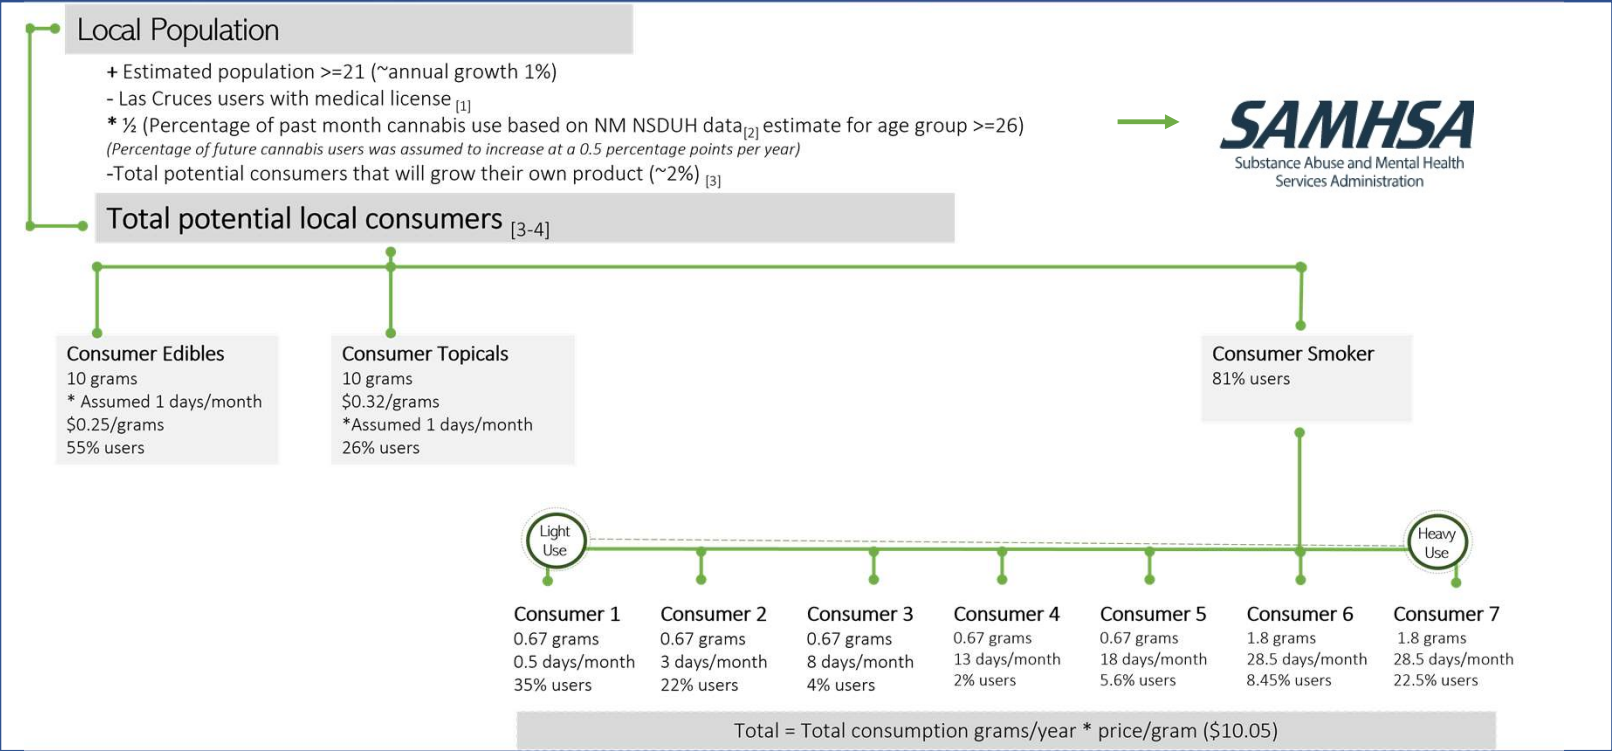 Local Population
+ Estimated population >=21 (~annual growth 1%)
- Las Cruces users with medical license [1]
* ½ (Percentage of past month cannabis use based on NM NSDUH data[2] estimate for age group >=26)
(Percentage of future cannabis users was assumed to increase at a 0.5 percentage points per year)
-Total potential consumers that will grow their own product (~2%) [3]
SAMHSA
Substance Abuse and Mental Health
Services Administration
Total potential local consumers [3-4]
Consumer Edibles
10 grams
* Assumed 1 days/month
$0.25/grams
55% users
Consumer Topicals
10 grams
$0.32/grams
*Assumed 1 days/month
26% users
Consumer Smoker
81% users
Light
Use
Heavy
Use
Consumer 1
0.67 grams
0.5 days/month
35% users
Consumer 2
0.67 grams
3 days/month
22% users
Consumer 3
0.67 grams
8 days/month
4% users
Consumer 4
0.67 grams
13 days/month
2% users
Consumer 5
0.67 grams
18 days/month
5.6% users
Consumer 6
1.8 grams
28.5 days/month
8.45% users
Consumer 7
1.8 grams
28.5 days/month
22.5% users
Total = Total consumption grams/year * price/gram ($10.05)